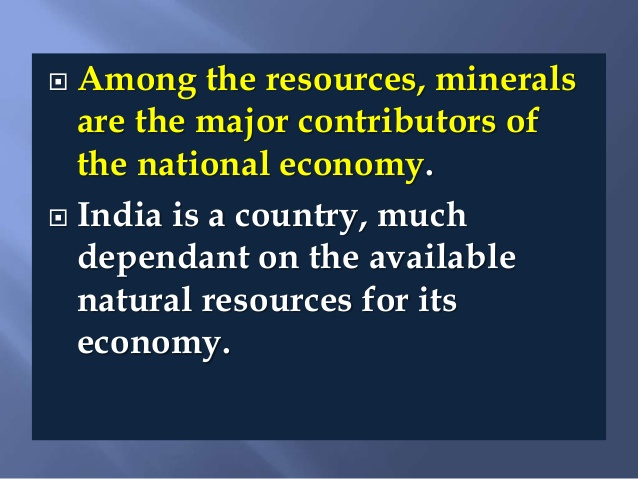 Among the resources, minerals
are the major contributors of
the national economy.
India is a country, much
dependant on the available
natural resources for its
economy.